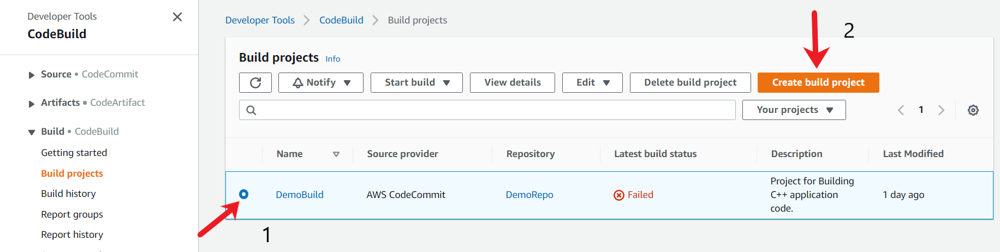 Developer Tools
CodeBuild
Source • CodeCommit
Artifacts • CodeArtifact
Build • CodeBuild
Getting started
Build projects
Build history
Report groups
Report history
Developer Tools > CodeBuild > Build projects
2
Build projects Info
Notify Start build View details Edit Delete build project Create build project
Your projects 1
Name Source provider Repository Latest build status Description Last Modified
DemoBuild AWS CodeCommit DemoRepo Failed Project for Building C++ application code. 1 day ago
1